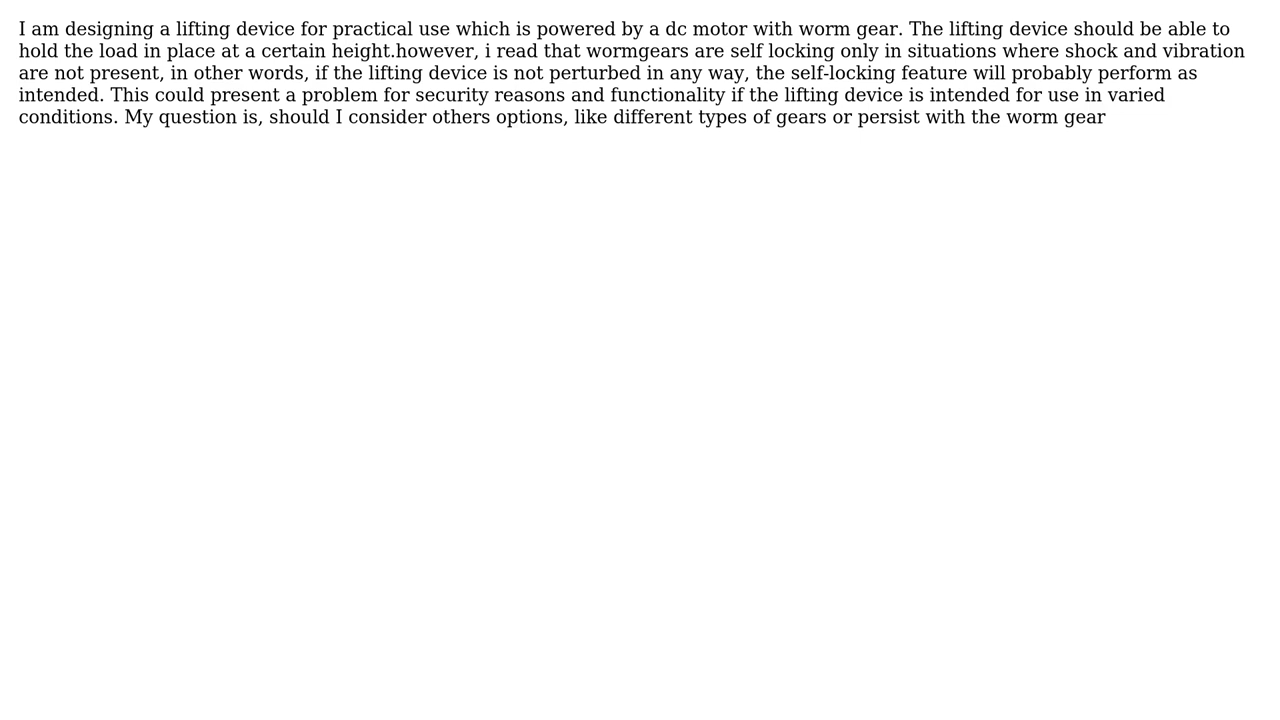 I am designing a lifting device for practical use which is powered by a dc motor with worm gear. The lifting device should be able to
hold the load in place at a certain height.however, i read that wormgears are self locking only in situations where shock and vibration
are not present, in other words, if the lifting device is not perturbed in any way, the self-locking feature will probably perform as
intended. This could present a problem for security reasons and functionality if the lifting device is intended for use in varied
conditions. My question is, should I consider others options, like different types of gears or persist with the worm gear